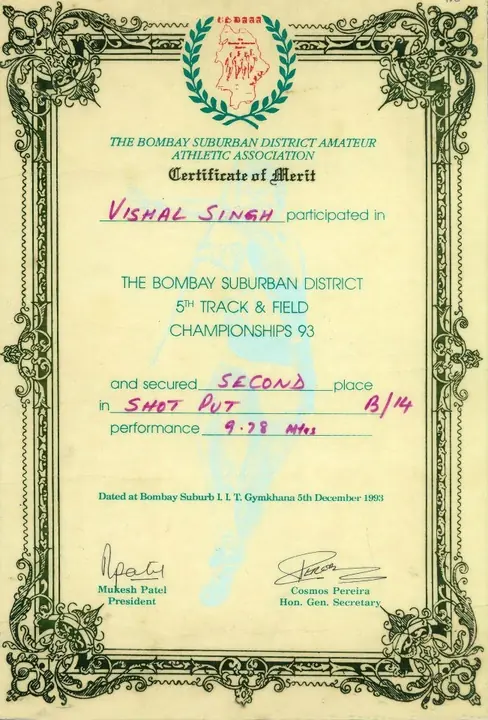 THE BOMBAY SUBURBAN DISTRICT AMATEUR
ATHLETIC ASSOCIATION
Certificate of Merit
VISHAL SINGH participated in
THE BOMBAY SUBURBAN DISTRICT
5TH TRACK & FIELD
CHAMPIONSHIPS 93
and secured SECOND place
in SHOT PUT B/14
performance 9.78 Mtrs
Dated at Bombay Suburb I. I. T. Gymkhana 5th December 1993
Mukesh Patel
President
Cosmos Pereira
Hon. Gen. Secretary